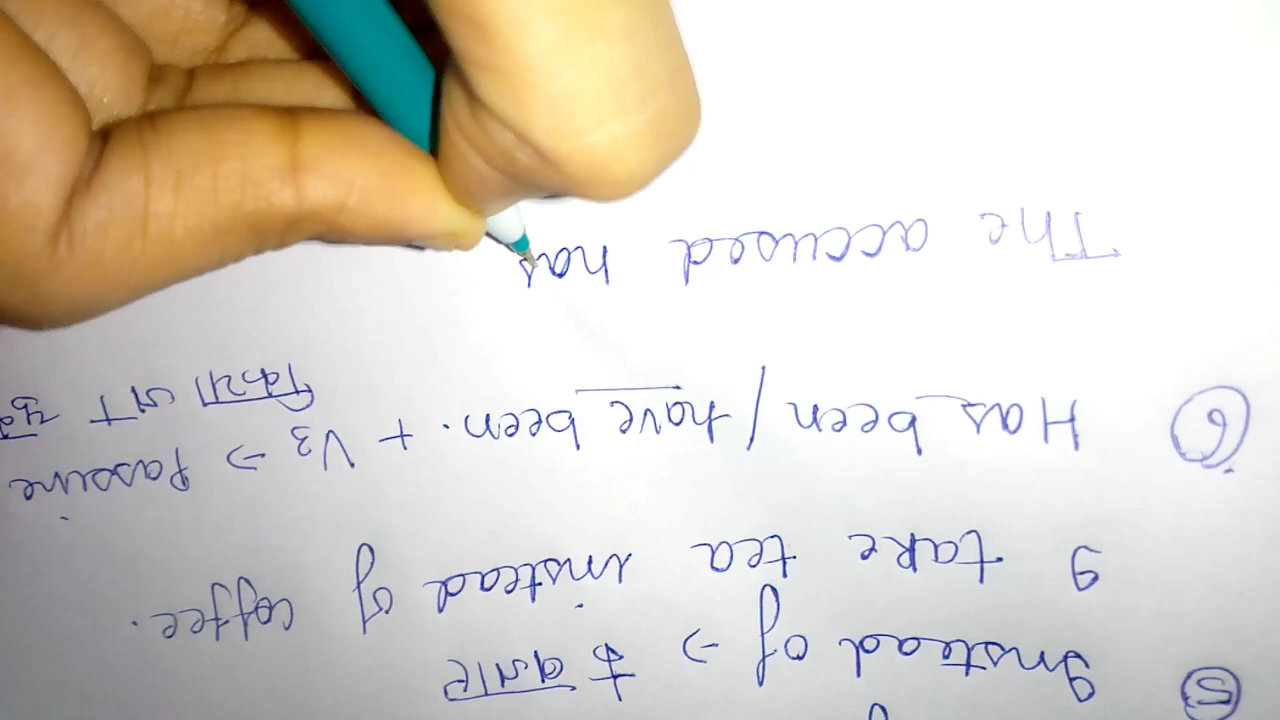 ⑤ Instead of → के बजाय
I take tea instead of coffee.
⑥ Has been / have been. + V3 → Passive
किया जा
The accused has